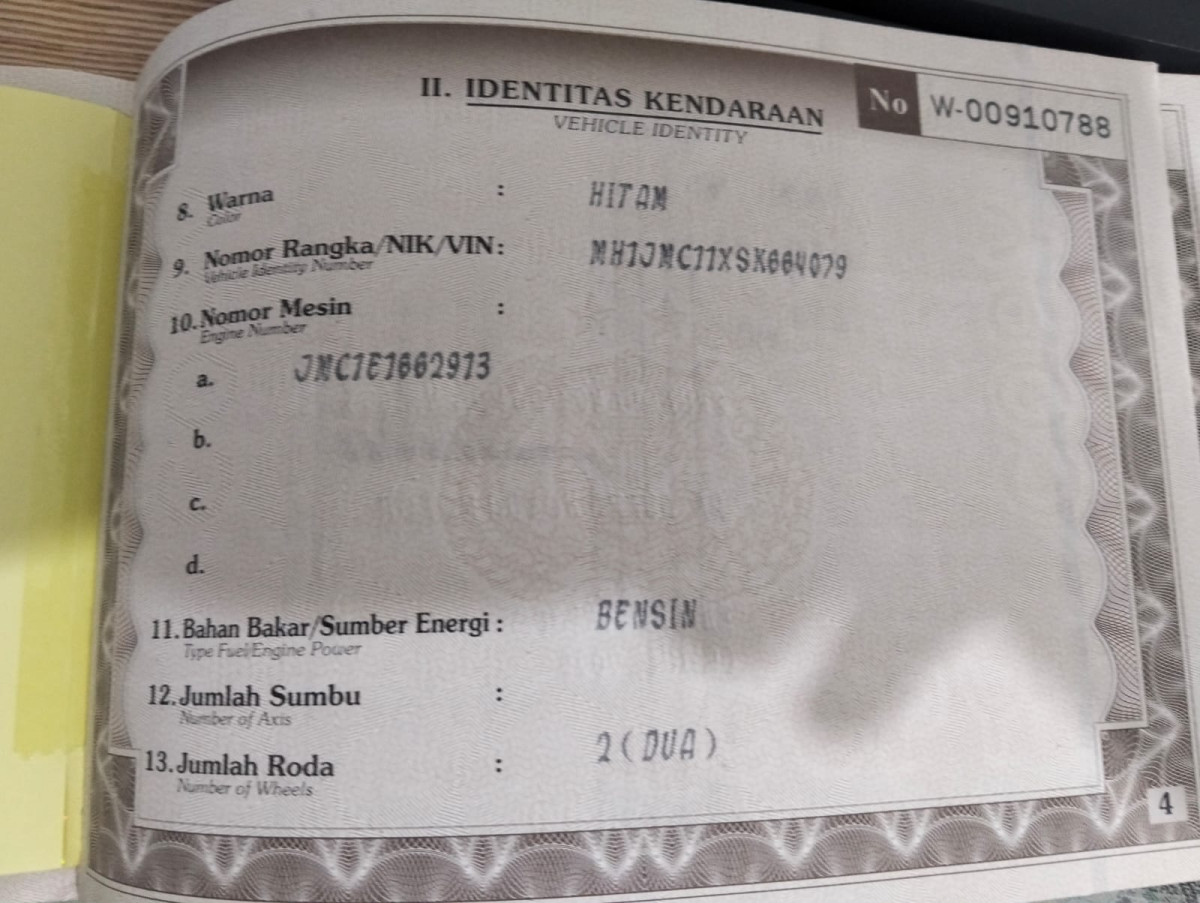 II. IDENTITAS KENDARAAN
VEHICLE IDENTITY
No W-00910788
8. Warna : HITAM
Color
9. Nomor Rangka/NIK/VIN : MH1JMC11XSK664079
Vehicle Identity Number
10. Nomor Mesin :
Engine Number
a. JMC1E1662913
b.
c.
d.
11. Bahan Bakar/Sumber Energi : BENSIN
Type Fuel/Engine Power
12. Jumlah Sumbu :
Number of Axis
13. Jumlah Roda : 2 (DUA)
Number of Wheels
4